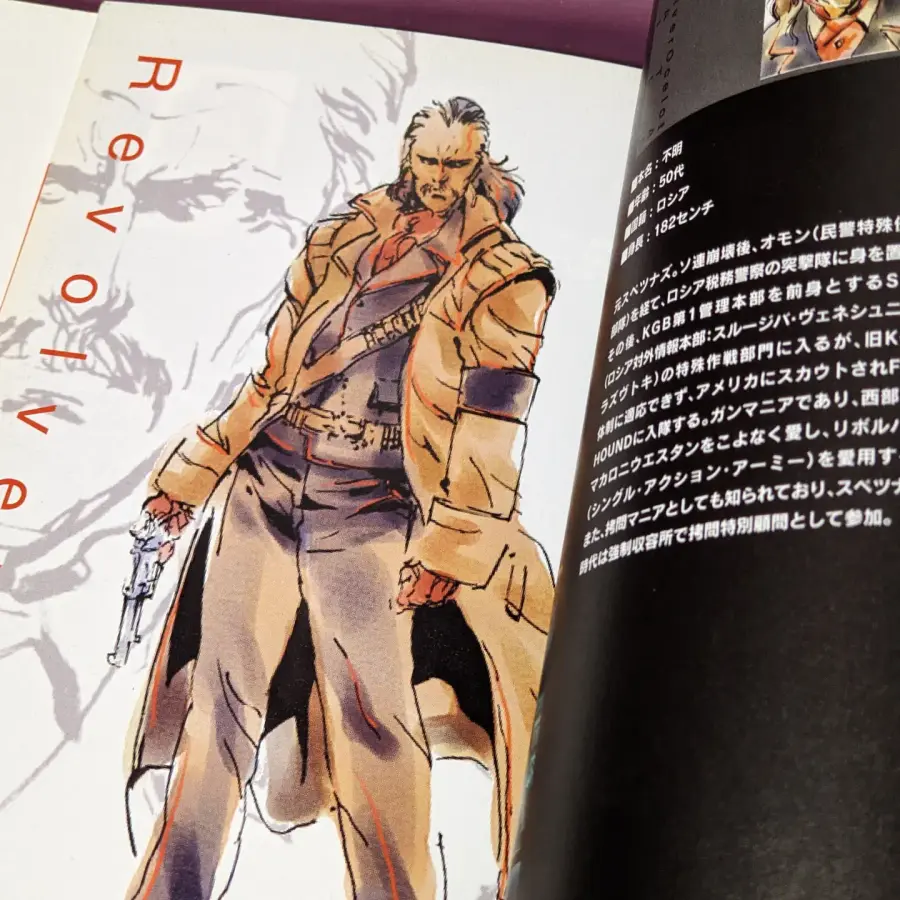 Revolve
verOcelot
■本名：不明
■年齢：50代
■国籍：ロシア
■身長：182センチ
元スペツナズ。ソ連崩壊後、オモン(民警特殊任
部隊)を経て、ロシア税務警察の突撃隊に身を置
その後、KGB第1管理本部を前身とするS
(ロシア対外情報本部：スルージバ・ヴェネシュニ
ラズヴトキ)の特殊作戦部門に入るが、旧K
体制に適応できず、アメリカにスカウトされF
HOUNDに入隊する。ガンマニアであり、西部
マカロニウエスタンをこよなく愛し、リボルバ
(シングル・アクション・アーミー)を愛用す
また、拷問マニアとしても知られており、スペツナ
時代は強制収容所で拷問特別顧問として参加。